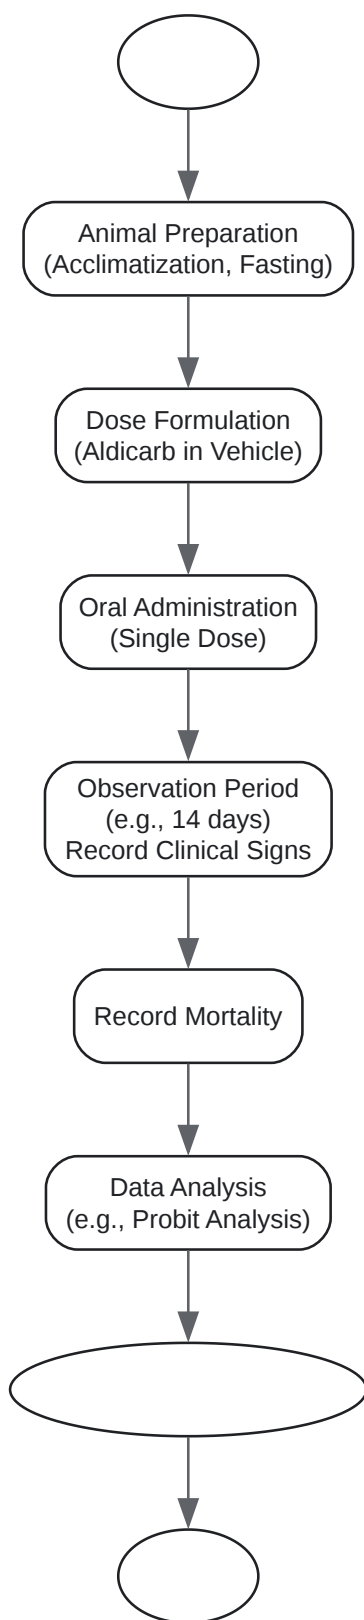 Animal Preparation
(Acclimatization, Fasting)
Dose Formulation
(Aldicarb in Vehicle)
Oral Administration
(Single Dose)
Observation Period
(e.g., 14 days)
Record Clinical Signs
Record Mortality
Data Analysis
(e.g., Probit Analysis)